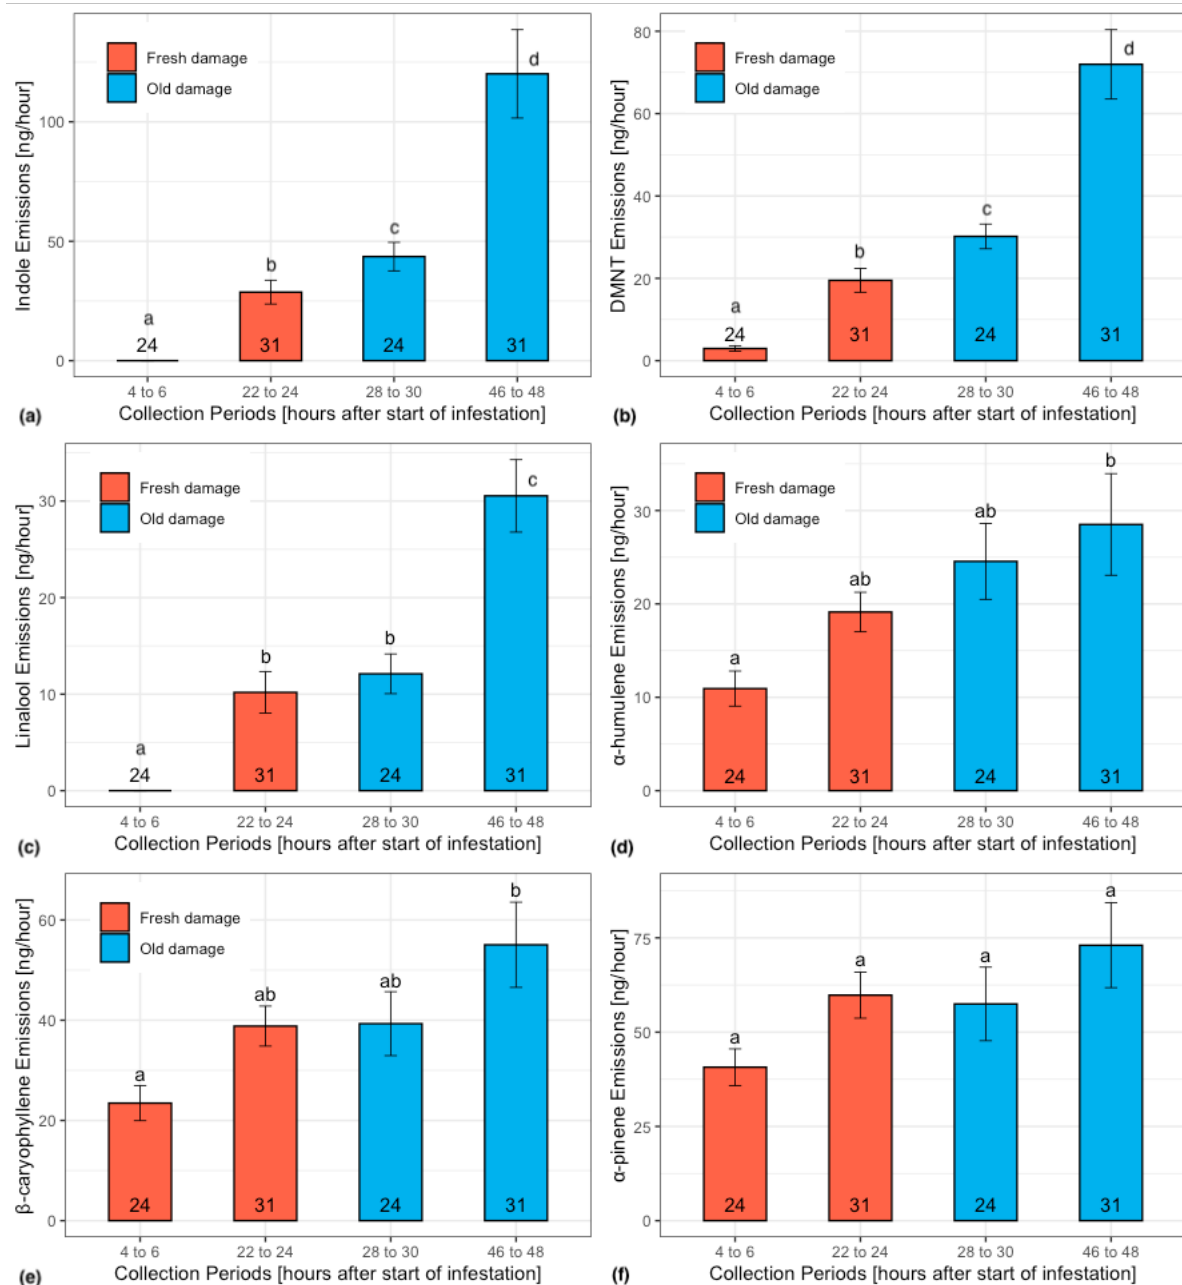 Indole Emissions [ng/hour]
100
50
0
Fresh damage
Old damage
a
24
b
31
c
24
d
31
4 to 6
22 to 24
28 to 30
46 to 48
(a)
Collection Periods [hours after start of infestation]
DMNT Emissions [ng/hour]
80
60
40
20
0
Fresh damage
Old damage
a
24
b
31
c
24
d
31
4 to 6
22 to 24
28 to 30
46 to 48
(b)
Collection Periods [hours after start of infestation]
Linalool Emissions [ng/hour]
30
20
10
0
Fresh damage
Old damage
a
24
b
31
b
24
c
31
4 to 6
22 to 24
28 to 30
46 to 48
(c)
Collection Periods [hours after start of infestation]
α-humulene Emissions [ng/hour]
30
20
10
0
Fresh damage
Old damage
a
24
ab
31
ab
24
b
31
4 to 6
22 to 24
28 to 30
46 to 48
(d)
Collection Periods [hours after start of infestation]
β-caryophyllene Emissions [ng/hour]
60
40
20
0
Fresh damage
Old damage
a
24
ab
31
ab
24
b
31
4 to 6
22 to 24
28 to 30
46 to 48
(e)
Collection Periods [hours after start of infestation]
α-pinene Emissions [ng/hour]
75
50
25
0
a
24
a
31
a
24
a
31
4 to 6
22 to 24
28 to 30
46 to 48
(f)
Collection Periods [hours after start of infestation]